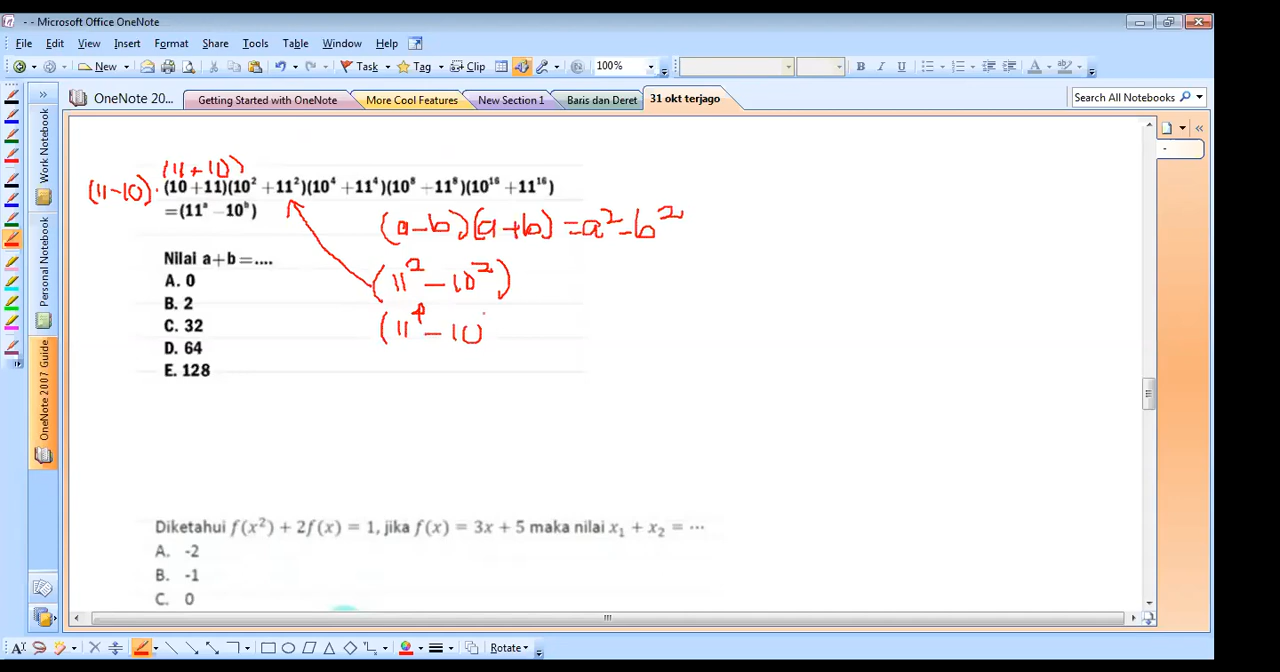 - - Microsoft Office OneNote
File Edit View Insert Format Share Tools Table Window Help
New Task Tag Clip 100% B I U A ab
OneNote 20... Getting Started with OneNote More Cool Features New Section 1 Baris dan Deret 31 okt terjago Search All Notebooks
Work Notebook
Personal Notebook
OneNote 2007 Guide
(11 + 10)
(11-10). (10 +11)(10² +11²)(10⁴ +11⁴)(10⁸ +11⁸)(10¹⁶ +11¹⁶)
=(11ᵃ −10ᵇ)
(a-b)(a+b) = a² - b²
Nilai a+b=....
(11² - 10²)
A. 0
B. 2
C. 32
(11⁴ - 10
D. 64
E. 128
Diketahui f(x²) + 2f(x) = 1, jika f(x) = 3x + 5 maka nilai x₁ + x₂ = ⋯
A. -2
B. -1
C. 0
Rotate